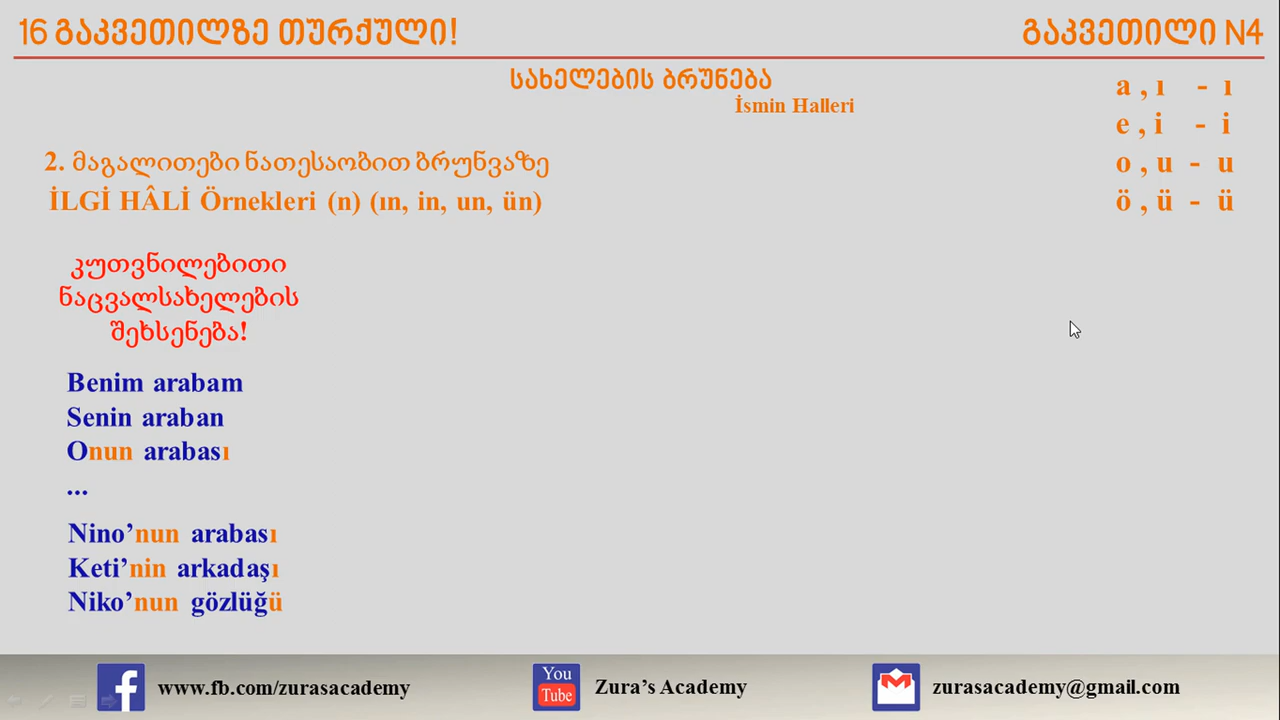 16 გაკვეთილზე თურქული!
გაკვეთილი N4
სახელების ბრუნება
İsmin Halleri
a , ı - ı
e , i - i
o , u - u
ö , ü - ü
2. მაგალითები ნათესაობით ბრუნვაზე
İLGİ HÂLİ Örnekleri (n) (ın, in, un, ün)
კუთვნილებითი
ნაცვალსახელების
შეხსენება!
Benim arabam
Senin araban
Onun arabası
...
Nino’nun arabası
Keti’nin arkadaşı
Niko’nun gözlüğü
www.fb.com/zurasacademy
You
Tube
Zura’s Academy
zurasacademy@gmail.com